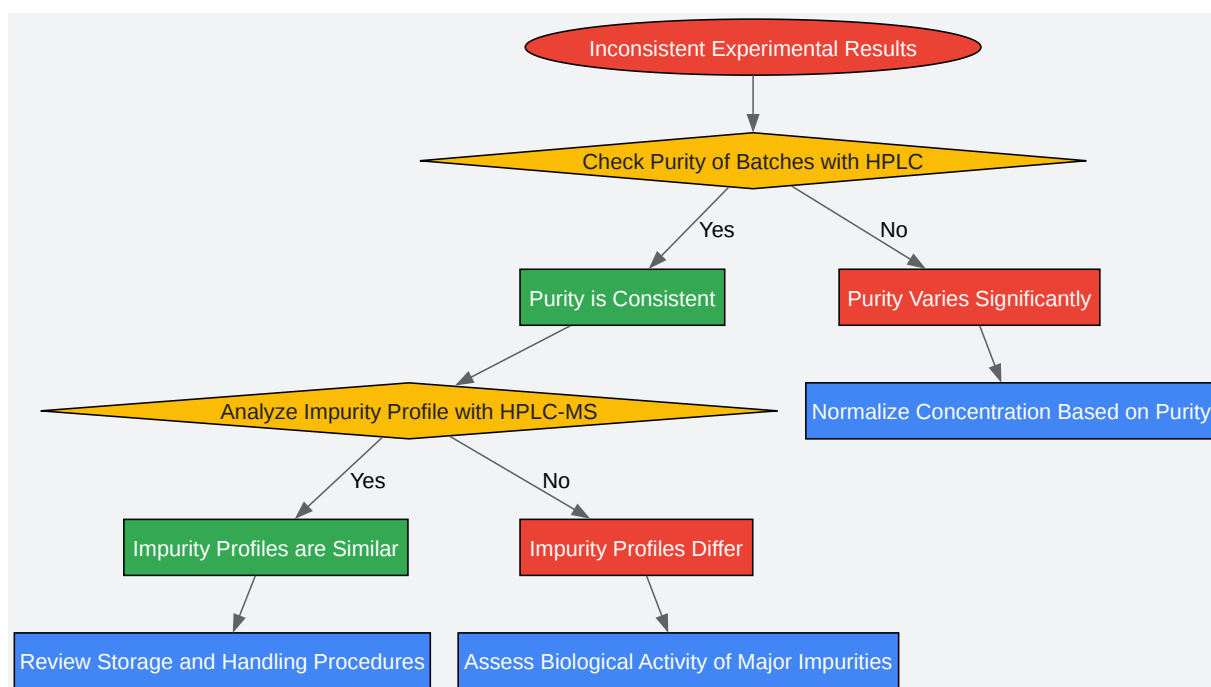 Inconsistent Experimental Results
Check Purity of Batches with HPLC
Yes
No
Purity is Consistent
Purity Varies Significantly
Analyze Impurity Profile with HPLC-MS
Normalize Concentration Based on Purity
Yes
No
Impurity Profiles are Similar
Impurity Profiles Differ
Review Storage and Handling Procedures
Assess Biological Activity of Major Impurities